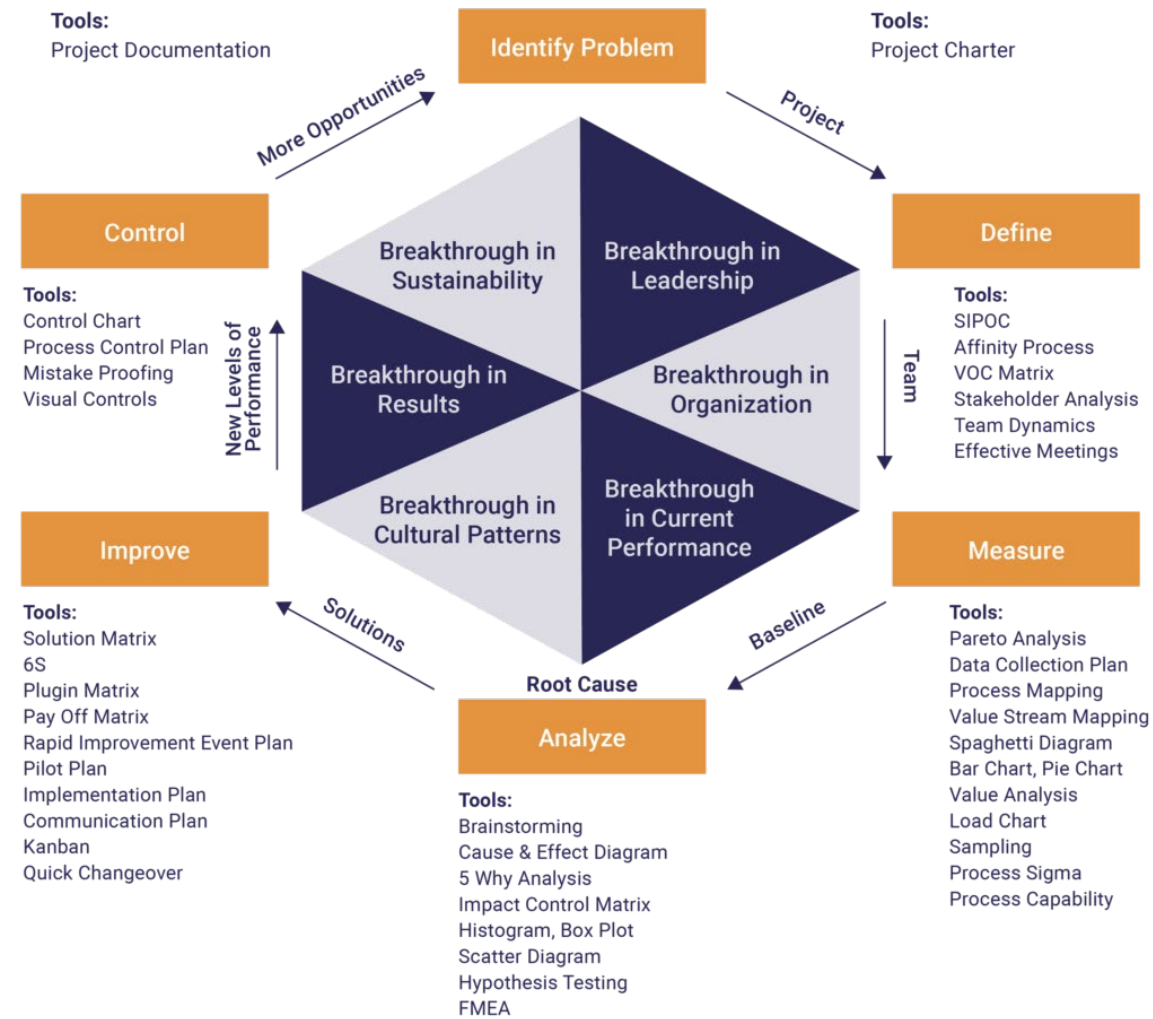 Tools:
Project Documentation
Identify Problem
Tools:
Project Charter
More Opportunities
Project
Control
Define
Breakthrough in
Sustainability
Breakthrough in
Leadership
Breakthrough in
Results
Breakthrough in
Organization
Breakthrough in
Cultural Patterns
Breakthrough
in Current
Performance
Tools:
Control Chart
Process Control Plan
Mistake Proofing
Visual Controls
New Levels of
Performance
Tools:
SIPOC
Affinity Process
VOC Matrix
Stakeholder Analysis
Team Dynamics
Effective Meetings
Team
Improve
Measure
Tools:
Solution Matrix
6S
Plugin Matrix
Pay Off Matrix
Rapid Improvement Event Plan
Pilot Plan
Implementation Plan
Communication Plan
Kanban
Quick Changeover
Solutions
Baseline
Root Cause
Analyze
Tools:
Brainstorming
Cause & Effect Diagram
5 Why Analysis
Impact Control Matrix
Histogram, Box Plot
Scatter Diagram
Hypothesis Testing
FMEA
Tools:
Pareto Analysis
Data Collection Plan
Process Mapping
Value Stream Mapping
Spaghetti Diagram
Bar Chart, Pie Chart
Value Analysis
Load Chart
Sampling
Process Sigma
Process Capability